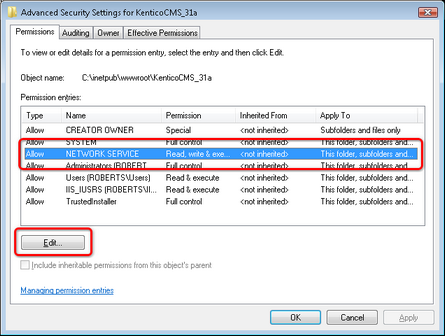 Advanced Security Settings for KenticoCMS_31a
Permissions Auditing Owner Effective Permissions
To view or edit details for a permission entry, select the entry and then click Edit.
Object name: C:\inetpub\wwwroot\KenticoCMS_31a
Permission entries:
Type Name Permission Inherited From Apply To
Allow CREATOR OWNER Special <not inherited> Subfolders and files only
Allow SYSTEM Full control <not inherited> This folder, subfolders and...
Allow NETWORK SERVICE Read, write & exe... <not inherited> This folder, subfolders and...
Allow Administrators (ROBERT... Full control <not inherited> This folder, subfolders and...
Allow Users (ROBERTS\Users) Read & execute <not inherited> This folder, subfolders and...
Allow IIS_IUSRS (ROBERTS\II... Read & execute <not inherited> This folder, subfolders and...
Allow TrustedInstaller Full control <not inherited> This folder, subfolders and...
Edit...
Include inheritable permissions from this object's parent
Managing permission entries
OK Cancel Apply